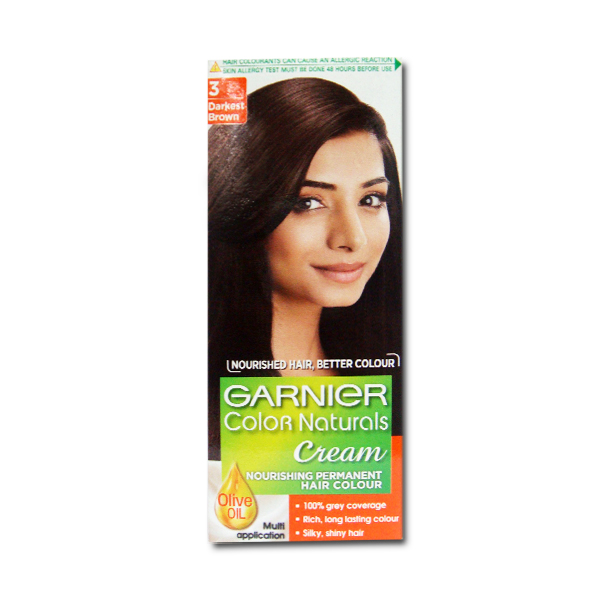 HAIR COLOURANTS CAN CAUSE AN ALLERGIC REACTION
SKIN ALLERGY TEST MUST BE DONE 48 HOURS BEFORE USE
3
Darkest
Brown
NOURISHED HAIR, BETTER COLOUR
GARNIER
Color Naturals
Cream
NOURISHING PERMANENT
HAIR COLOUR
Olive
OIL
Multi
application
• 100% grey coverage
• Rich, long lasting colour
• Silky, shiny hair